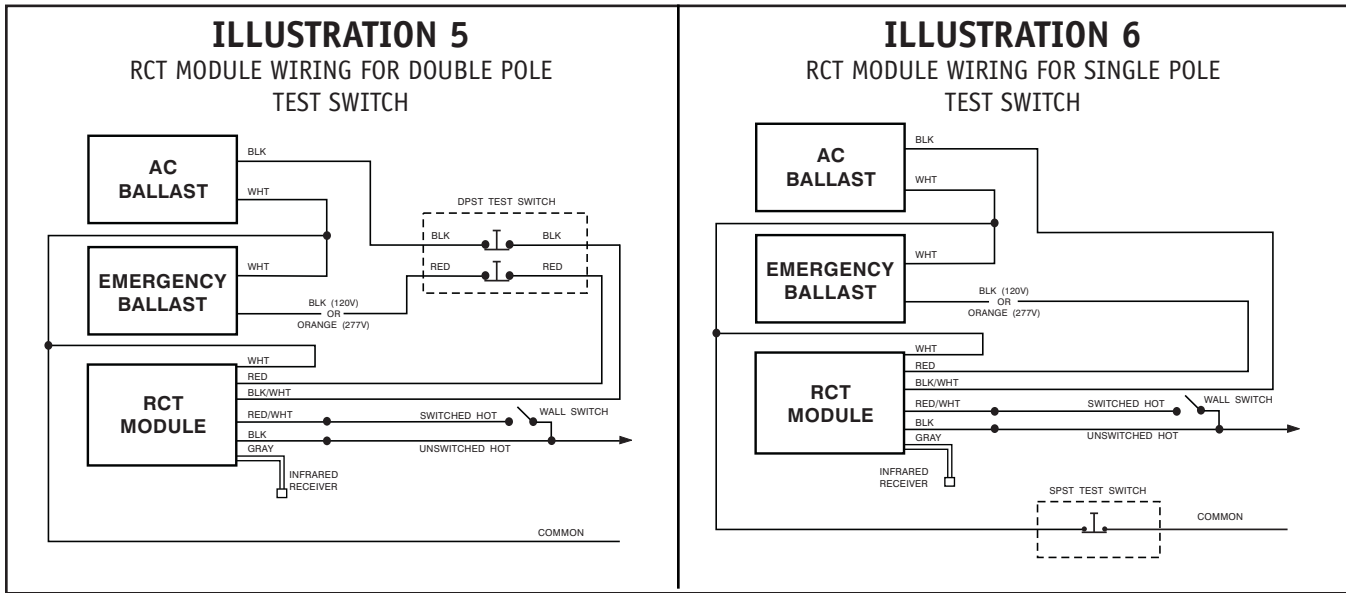 ILLUSTRATION 5
RCT MODULE WIRING FOR DOUBLE POLE
TEST SWITCH
AC
BALLAST
BLK
WHT
DPST TEST SWITCH
BLK
BLK
RED
RED
EMERGENCY
BALLAST
WHT
BLK (120V)
OR
ORANGE (277V)
RCT
MODULE
WHT
RED
BLK/WHT
RED/WHT
SWITCHED HOT
WALL SWITCH
BLK
UNSWITCHED HOT
GRAY
INFRARED
RECEIVER
COMMON
ILLUSTRATION 6
RCT MODULE WIRING FOR SINGLE POLE
TEST SWITCH
AC
BALLAST
BLK
WHT
EMERGENCY
BALLAST
WHT
BLK (120V)
OR
ORANGE (277V)
RCT
MODULE
WHT
RED
BLK/WHT
RED/WHT
SWITCHED HOT
WALL SWITCH
BLK
UNSWITCHED HOT
GRAY
INFRARED
RECEIVER
SPST TEST SWITCH
COMMON